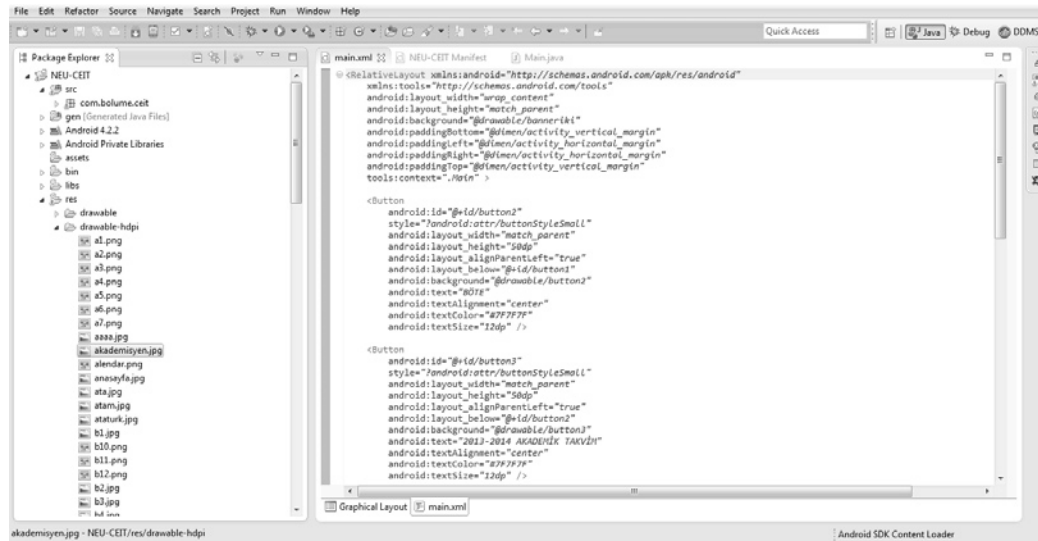 File Edit Refactor Source Navigate Search Project Run Window Help
Quick Access
Java
Debug
DDMS
Package Explorer
NEU-CEIT
src
com.bolume.ceit
gen [Generated Java Files]
Android 4.2.2
Android Private Libraries
assets
bin
libs
res
drawable
drawable-hdpi
a1.png
a2.png
a3.png
a4.png
a5.png
a6.png
a7.png
aaaa.jpg
akademisyen.jpg
alendar.png
anasayfa.jpg
ata.jpg
atam.jpg
ataturk.jpg
b1.jpg
b10.png
b11.png
b12.png
b2.jpg
b3.jpg
main.xml
NEU-CEIT Manifest
Main.java
<RelativeLayout xmlns:android="http://schemas.android.com/apk/res/android"
xmlns:tools="http://schemas.android.com/tools"
android:layout_width="wrap_content"
android:layout_height="match_parent"
android:background="@drawable/banneriki"
android:paddingBottom="@dimen/activity_vertical_margin"
android:paddingLeft="@dimen/activity_horizontal_margin"
android:paddingRight="@dimen/activity_horizontal_margin"
android:paddingTop="@dimen/activity_vertical_margin"
tools:context=".Main" >
<Button
android:id="@+id/button2"
style="?android:attr/buttonStyleSmall"
android:layout_width="match_parent"
android:layout_height="50dp"
android:layout_alignParentLeft="true"
android:layout_below="@+id/button1"
android:background="@drawable/button2"
android:text="BÖTE"
android:textAlignment="center"
android:textColor="#7F7F7F"
android:textSize="12dp" />
<Button
android:id="@+id/button3"
style="?android:attr/buttonStyleSmall"
android:layout_width="match_parent"
android:layout_height="50dp"
android:layout_alignParentLeft="true"
android:layout_below="@+id/button2"
android:background="@drawable/button3"
android:text="2013-2014 AKADEMİK TAKVİM"
android:textAlignment="center"
android:textColor="#7F7F7F"
android:textSize="12dp" />
Graphical Layout
main.xml
akademisyen.jpg - NEU-CEIT/res/drawable-hdpi
Android SDK Content Loader